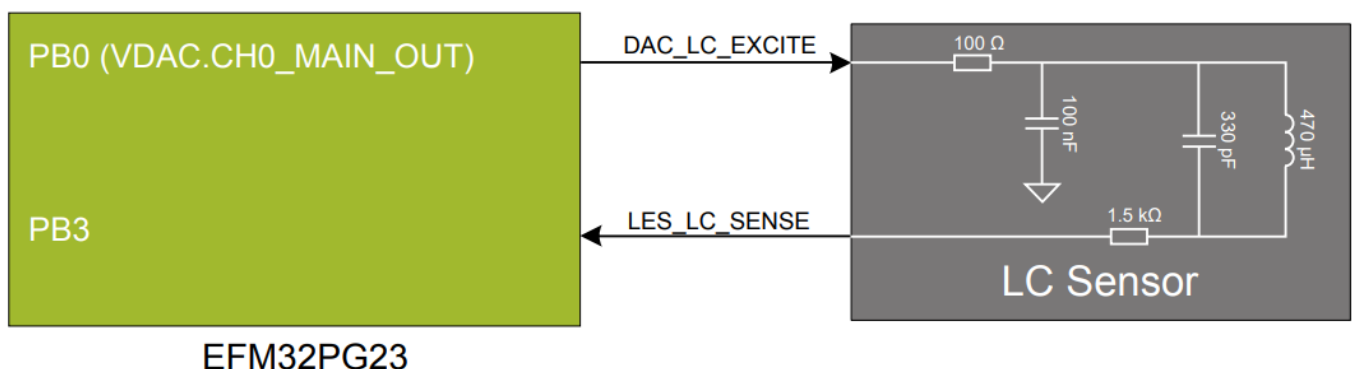 PB0 (VDAC.CH0_MAIN_OUT)
DAC_LC_EXCITE
100 Ω
100 nF
330 pF
470 μH
PB3
LES_LC_SENSE
1.5 kΩ
LC Sensor
EFM32PG23